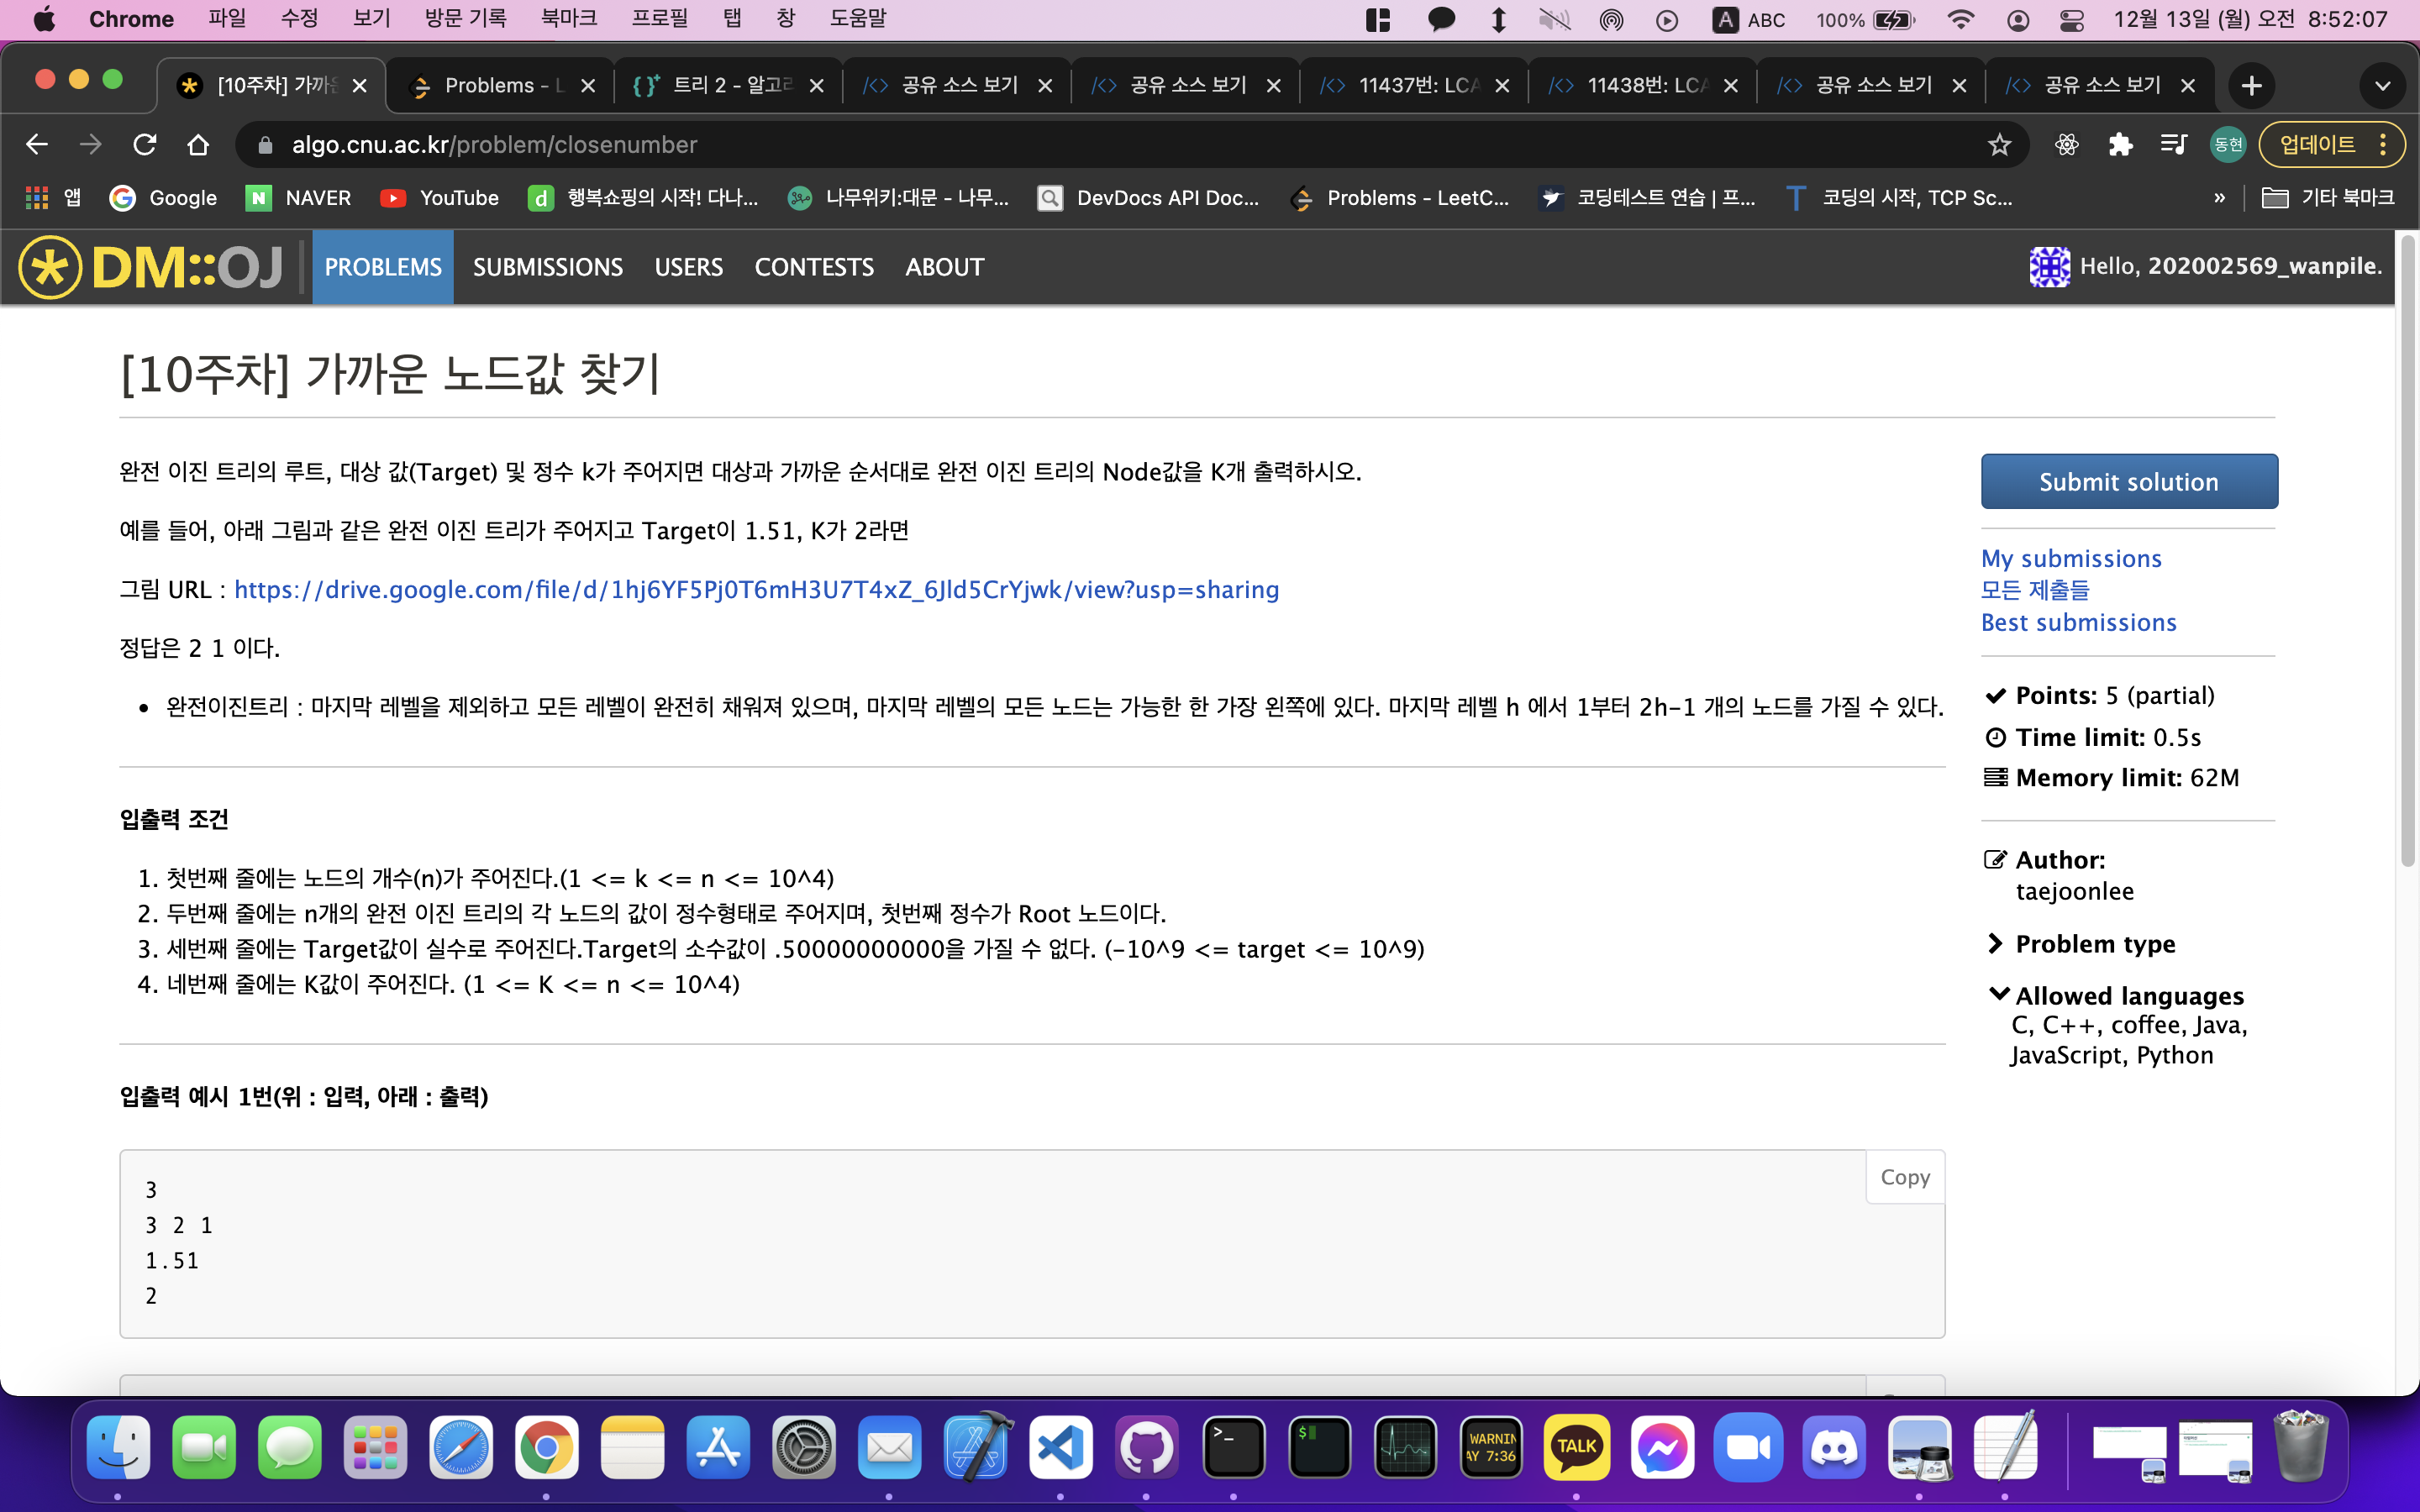 Chrome 파일 수정 보기 방문 기록 북마크 프로필 탭 창 도움말 A ABC 100% 12월 13일 (월) 오전 8:52:07
[10주차] 가까운 Problems - L 트리 2 - 알고리 공유 소스 보기 공유 소스 보기 11437번: LCA 11438번: LCA 공유 소스 보기 공유 소스 보기
algo.cnu.ac.kr/problem/closenumber 동현 업데이트
앱 Google NAVER YouTube 행복쇼핑의 시작! 다나... 나무위키:대문 - 나무... DevDocs API Doc... Problems - LeetC... 코딩테스트 연습 | 프... 코딩의 시작, TCP Sc... » 기타 북마크
DM::OJ PROBLEMS SUBMISSIONS USERS CONTESTS ABOUT Hello, 202002569_wanpile.
[10주차] 가까운 노드값 찾기
완전 이진 트리의 루트, 대상 값(Target) 및 정수 k가 주어지면 대상과 가까운 순서대로 완전 이진 트리의 Node값을 K개 출력하시오.
예를 들어, 아래 그림과 같은 완전 이진 트리가 주어지고 Target이 1.51, K가 2라면
그림 URL : https://drive.google.com/file/d/1hj6YF5Pj0T6mH3U7T4xZ_6Jld5CrYjwk/view?usp=sharing
정답은 2 1 이다.
• 완전이진트리 : 마지막 레벨을 제외하고 모든 레벨이 완전히 채워져 있으며, 마지막 레벨의 모든 노드는 가능한 한 가장 왼쪽에 있다. 마지막 레벨 h 에서 1부터 2h-1 개의 노드를 가질 수 있다.
입출력 조건
1. 첫번째 줄에는 노드의 개수(n)가 주어진다.(1 <= k <= n <= 10^4)
2. 두번째 줄에는 n개의 완전 이진 트리의 각 노드의 값이 정수형태로 주어지며, 첫번째 정수가 Root 노드이다.
3. 세번째 줄에는 Target값이 실수로 주어진다.Target의 소수값이 .50000000000을 가질 수 없다. (-10^9 <= target <= 10^9)
4. 네번째 줄에는 K값이 주어진다. (1 <= K <= n <= 10^4)
입출력 예시 1번(위 : 입력, 아래 : 출력)
Copy
3
3 2 1
1.51
2
Submit solution
My submissions
모든 제출들
Best submissions
Points: 5 (partial)
Time limit: 0.5s
Memory limit: 62M
Author:
taejoonlee
Problem type
Allowed languages
C, C++, coffee, Java,
JavaScript, Python
WARNIN
AY 7:36
TALK